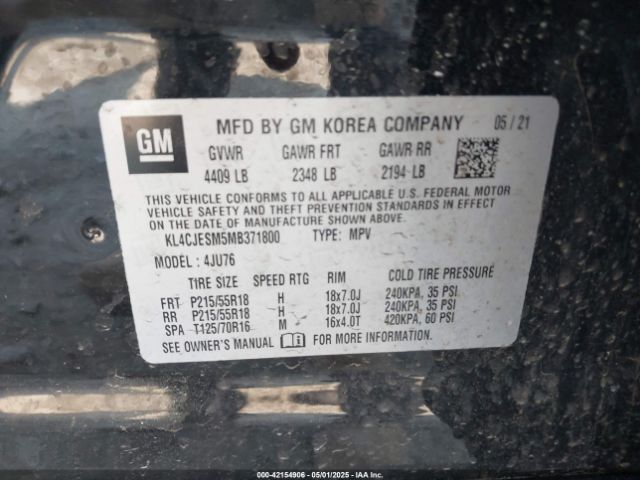 GM
MFD BY GM KOREA COMPANY 05 / 21
GVWR GAWR FRT GAWR RR
4409 LB 2348 LB 2194 LB
THIS VEHICLE CONFORMS TO ALL APPLICABLE U.S. FEDERAL MOTOR
VEHICLE SAFETY AND THEFT PREVENTION STANDARDS IN EFFECT ON
THE DATE OF MANUFACTURE SHOWN ABOVE.
KL4CJESM5MB371800 TYPE: MPV
MODEL: 4JU76
TIRE SIZE SPEED RTG RIM COLD TIRE PRESSURE
FRT P215/55R18 H 18x7.0J 240KPA, 35 PSI
RR P215/55R18 H 18x7.0J 240KPA, 35 PSI
SPA T125/70R16 M 16x4.0T 420KPA, 60 PSI
SEE OWNER'S MANUAL FOR MORE INFORMATION.
00-42154906 - 05/01/2025 - IAA Inc.